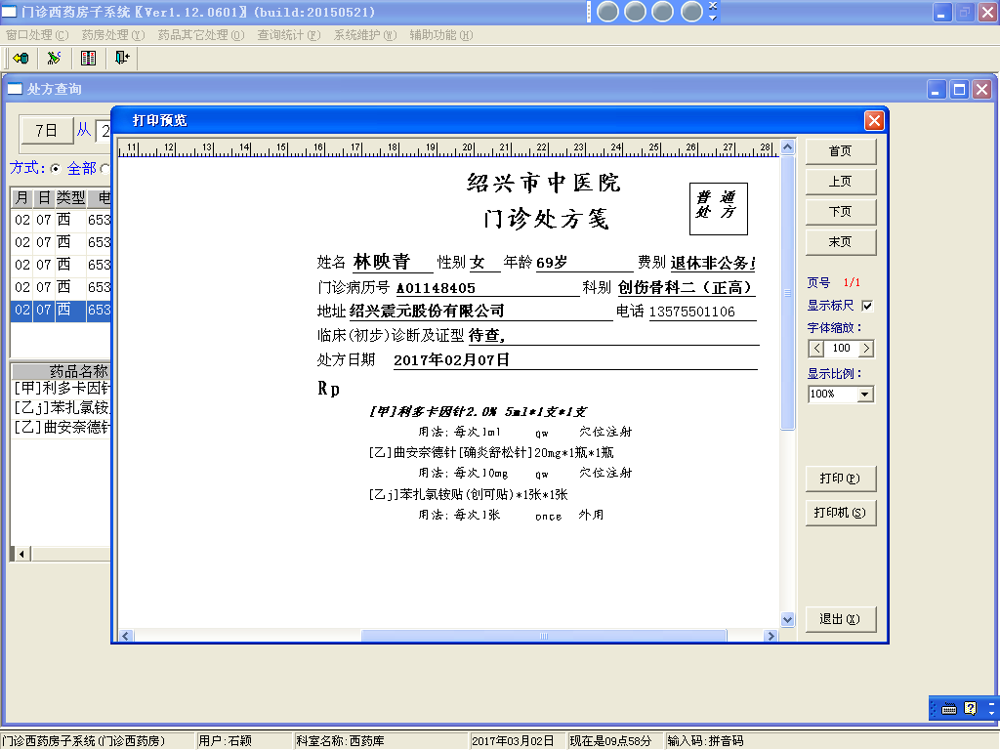 门诊西药房子系统〖Ver1.12.0601〗(build:20150521)
窗口处理(C) 药房处理(Y) 药品其它处理(Q) 查询统计(F) 系统维护(W) 辅助功能(H)
处方查询
7日 从 2
方式: 全部
月 日 类型 电
02 07 西 653
02 07 西 653
02 07 西 653
02 07 西 653
02 07 西 653
药品名称
[甲]利多卡因针
[乙j]苯扎氯铵
[乙]曲安奈德针
打印预览
11 12 13 14 15 16 17 18 19 20 21 22 23 24 25 26 27 28
绍兴市中医院
门诊处方笺
普通
处方
姓名 林映青 性别 女 年龄 69岁 费别 退休非公务员
门诊病历号 A01148405 科别 创伤骨科二（正高）
地址 绍兴震元股份有限公司 电话 13575501106
临床(初步)诊断及证型 待查,
处方日期 2017年02月07日
Rp
[甲]利多卡因针2.0% 5ml*1支*1支
用法: 每次1ml qw 穴位注射
[乙]曲安奈德针[确炎舒松针]20mg*1瓶*1瓶
用法: 每次10mg qw 穴位注射
[乙j]苯扎氯铵贴(创可贴)*1张*1张
用法: 每次1张 once 外用
首页
上页
下页
末页
页号 1/1
显示标尺
字体缩放:
< 100 >
显示比例:
100%
打印(P)
打印机(S)
退出(X)
门诊西药房子系统(门诊西药房) 用户:石颖 科室名称:西药库 2017年03月02日 现在是09点58分 输入码:拼音码